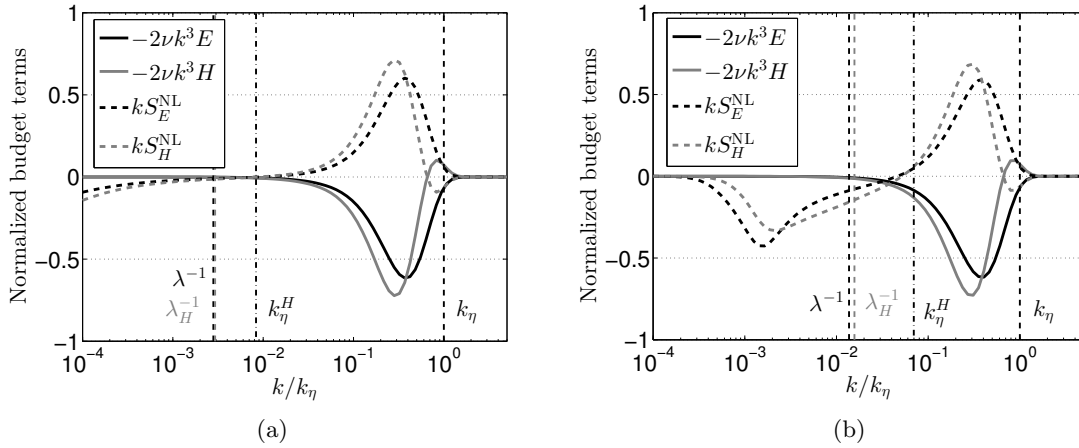 Normalized budget terms
1
0.5
0
−0.5
−1
−2νk³E
−2νk³H
kS_E^NL
kS_H^NL
λ⁻¹
λ_H⁻¹
k_η^H
k_η
10⁻⁴ 10⁻³ 10⁻² 10⁻¹ 10⁰
k/k_η
(a)
Normalized budget terms
1
0.5
0
−0.5
−1
−2νk³E
−2νk³H
kS_E^NL
kS_H^NL
λ⁻¹
λ_H⁻¹
k_η^H
k_η
10⁻⁴ 10⁻³ 10⁻² 10⁻¹ 10⁰
k/k_η
(b)